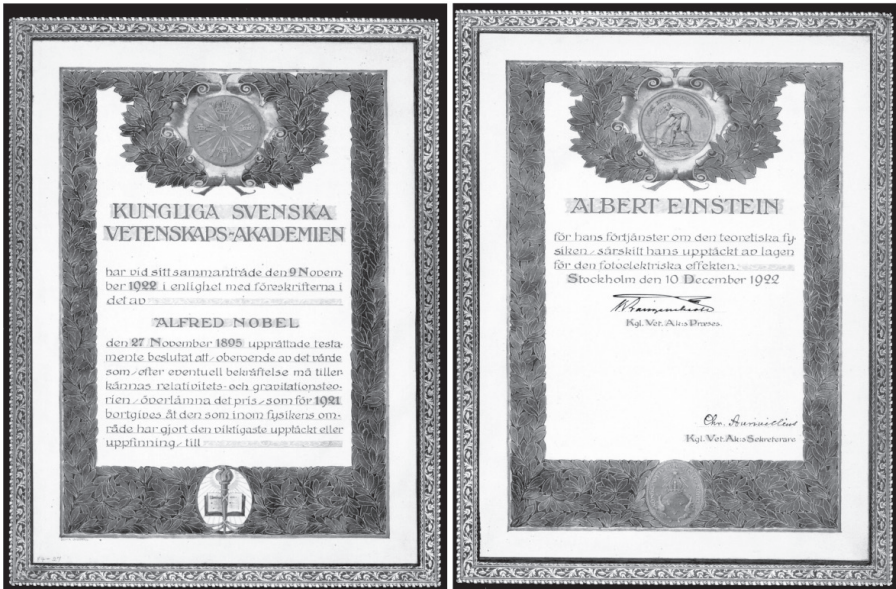 KUNGLIGA SVENSKA
VETENSKAPS-AKADEMIEN
har vid sitt sammanträde den 9 Novem-
ber 1922 i enlighet med föreskrifterna i
det av
ALFRED NOBEL
den 27 November 1895 upprättade testa-
mente beslutat att / oberoende av det värde
som / efter eventuell bekräftelse må tiller-
kännas relativitets- och gravitationsteo-
rien / överlämna det pris / som för 1921
bortgives åt den som inom fysikens om-
råde har gjort den viktigaste upptäckt eller
uppfinning / till
ALBERT EINSTEIN
för hans förtjänster om den teoretiska fy-
siken / särskilt hans upptäckt av lagen
för den fotoelektriska effekten
Stockholm den 10 December 1922
Kgl. Vet. Ak:s Præses.
Chr. Aurivillius
Kgl. Vet. Ak:s Sekreterare